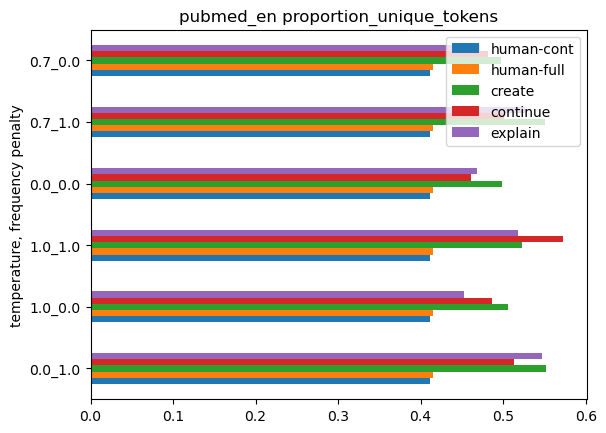 pubmed_en proportion_unique_tokens
temperature, frequency penalty
0.7_0.0
0.7_1.0
0.0_0.0
1.0_1.0
1.0_0.0
0.0_1.0
human-cont
human-full
create
continue
explain
0.0 0.1 0.2 0.3 0.4 0.5 0.6